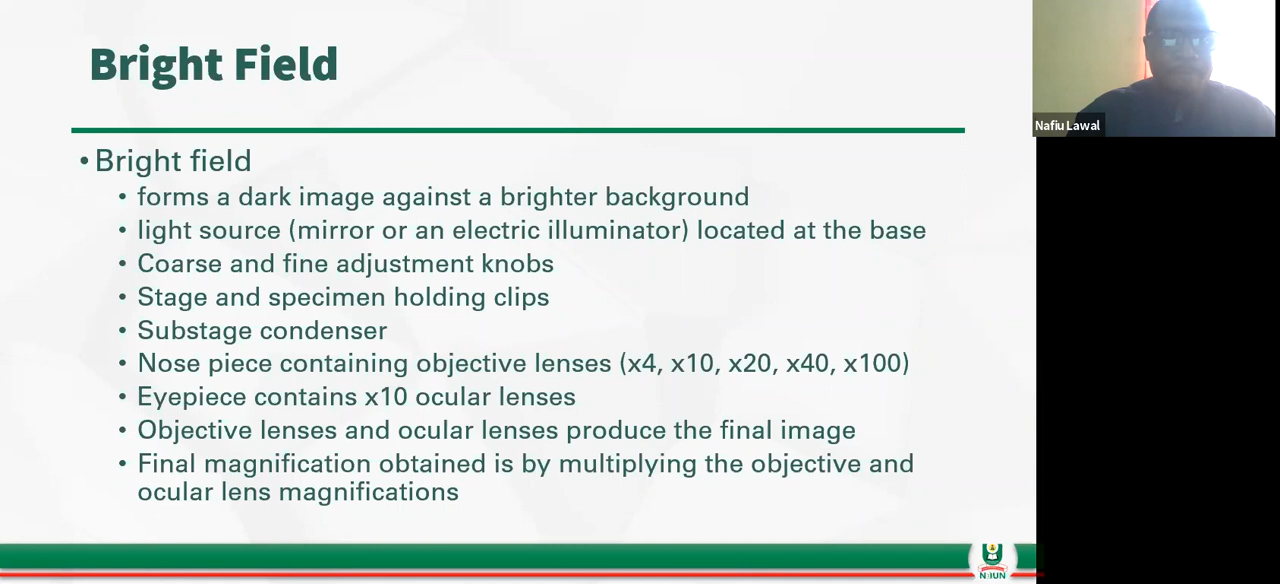 Bright Field
• Bright field
• forms a dark image against a brighter background
• light source (mirror or an electric illuminator) located at the base
• Coarse and fine adjustment knobs
• Stage and specimen holding clips
• Substage condenser
• Nose piece containing objective lenses (x4, x10, x20, x40, x100)
• Eyepiece contains x10 ocular lenses
• Objective lenses and ocular lenses produce the final image
• Final magnification obtained is by multiplying the objective and
ocular lens magnifications
Nafiu Lawal